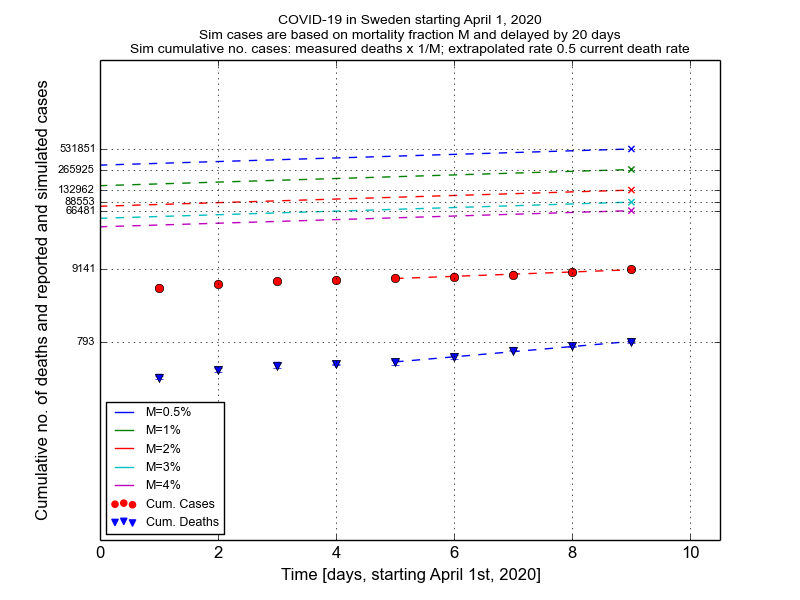 COVID-19 in Sweden starting April 1, 2020
Sim cases are based on mortality fraction M and delayed by 20 days
Sim cumulative no. cases: measured deaths x 1/M; extrapolated rate 0.5 current death rate
Cumulative no. of deaths and reported and simulated cases
531851
265925
132962
88553
66481
9141
793
M=0.5%
M=1%
M=2%
M=3%
M=4%
Cum. Cases
Cum. Deaths
0 2 4 6 8 10
Time [days, starting April 1st, 2020]